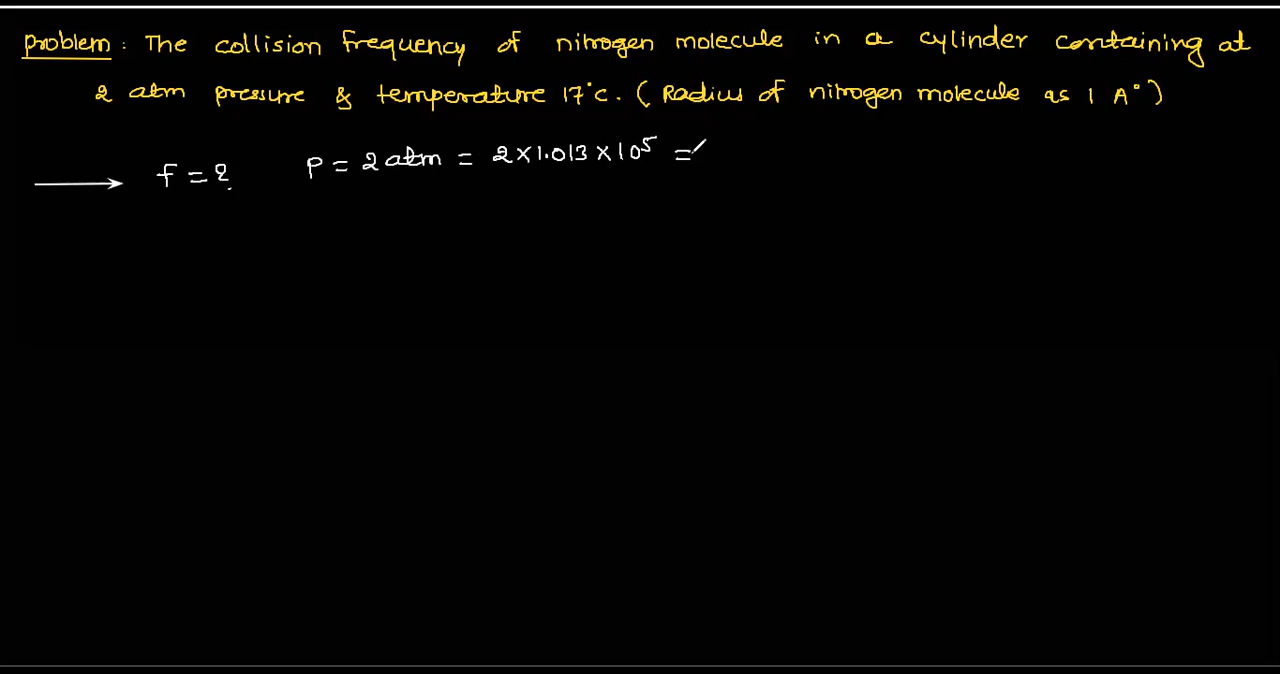 Problem: The collision frequency of nitrogen molecule in a cylinder containing at
2 atm pressure & temperature 17°C. (Radius of nitrogen molecule as 1 A°)
f = ? P = 2 atm = 2 × 1.013 × 10⁵ =